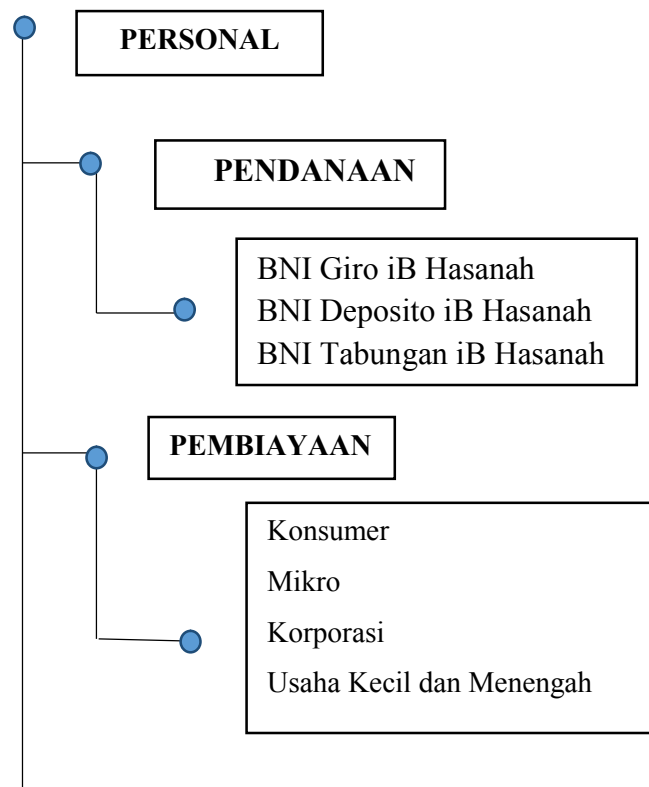 PERSONAL
PENDANAAN
BNI Giro iB Hasanah
BNI Deposito iB Hasanah
BNI Tabungan iB Hasanah
PEMBIAYAAN
Konsumer
Mikro
Korporasi
Usaha Kecil dan Menengah